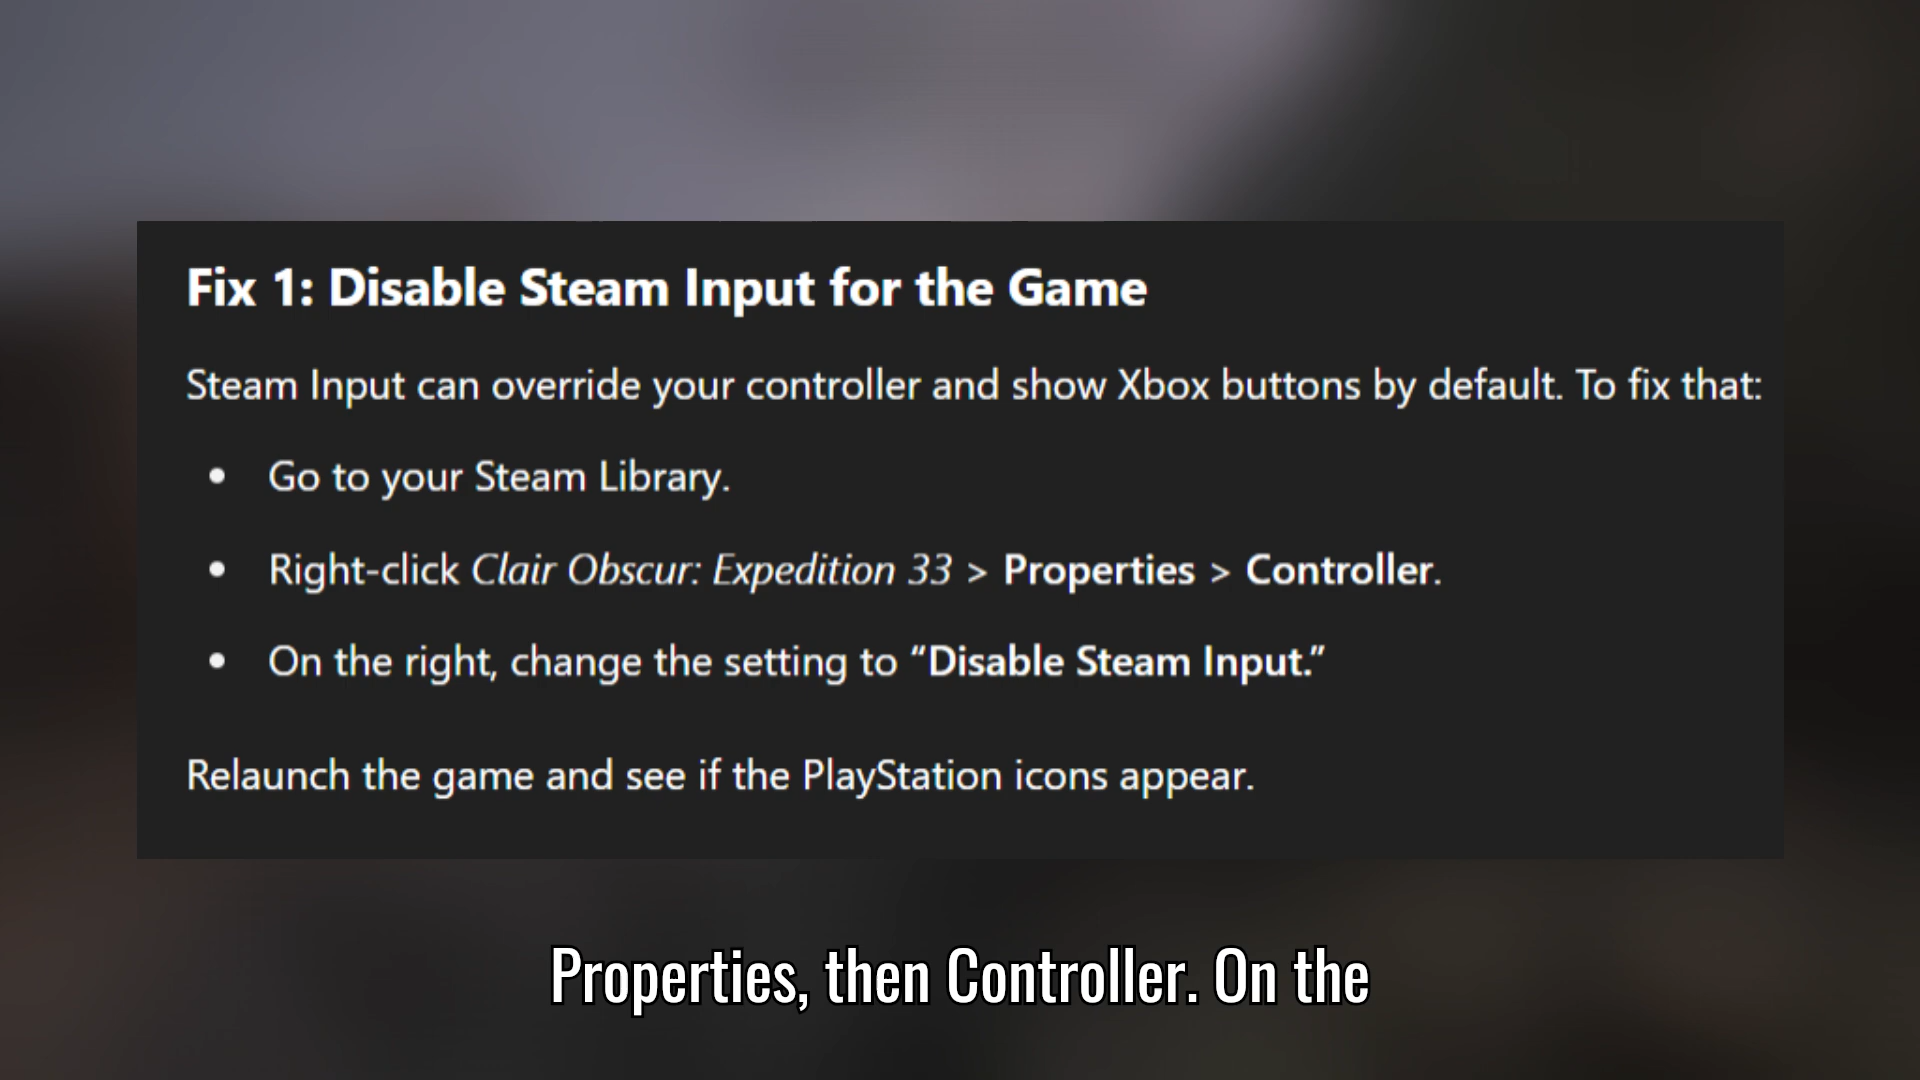 Fix 1: Disable Steam Input for the Game
Steam Input can override your controller and show Xbox buttons by default. To fix that:
• Go to your Steam Library.
• Right-click Clair Obscur: Expedition 33 > Properties > Controller.
• On the right, change the setting to “Disable Steam Input.”
Relaunch the game and see if the PlayStation icons appear.
Properties, then Controller. On the